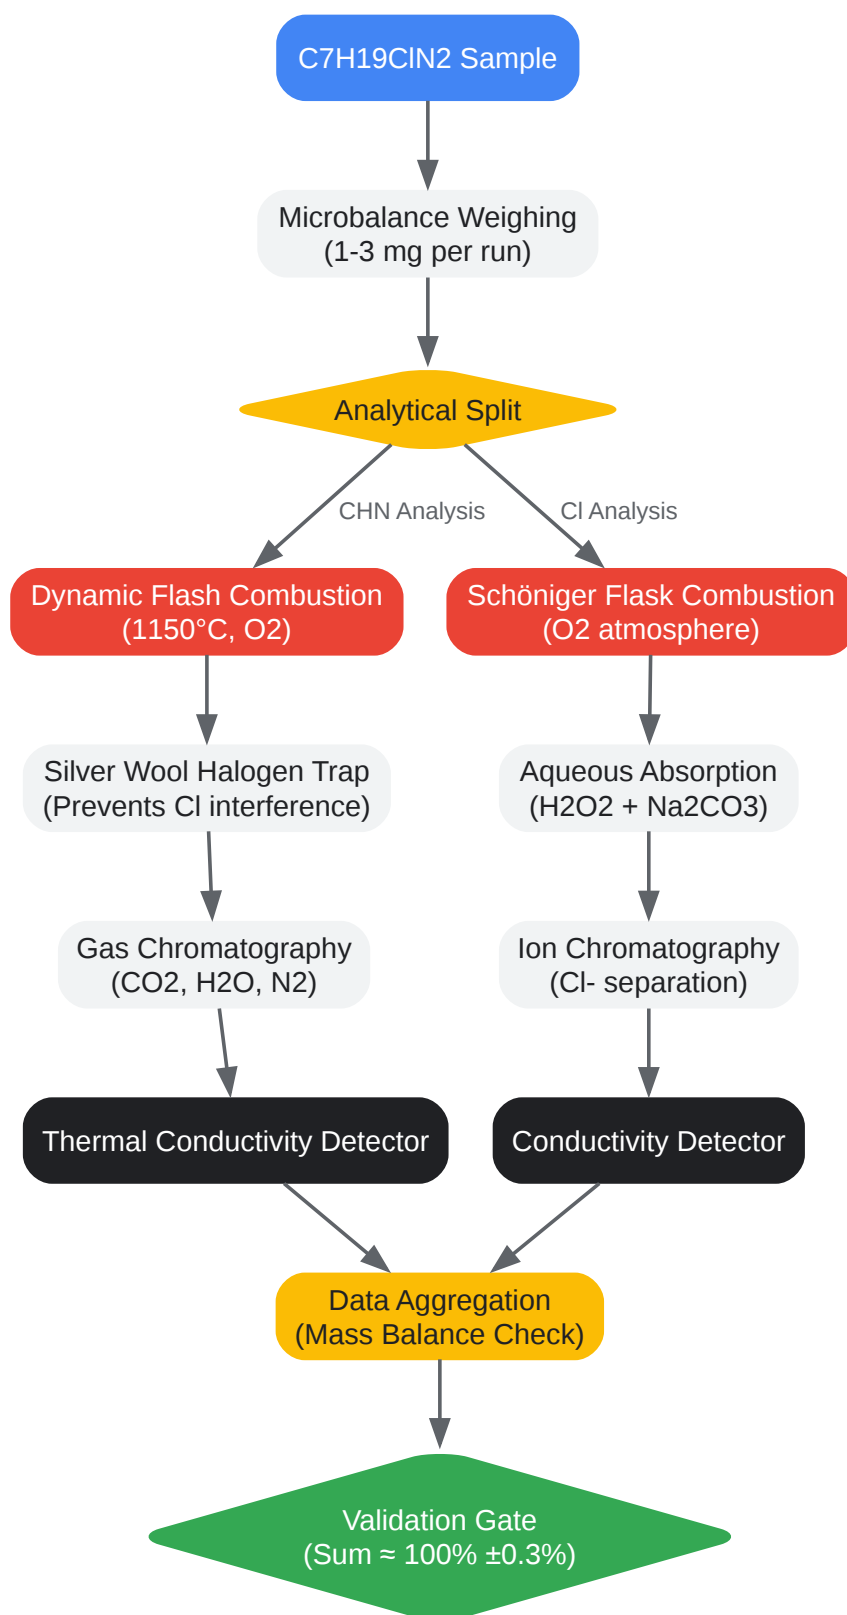 C7H19ClN2 Sample
Microbalance Weighing
(1-3 mg per run)
Analytical Split
CHN Analysis
Cl Analysis
Dynamic Flash Combustion
(1150°C, O2)
Schöniger Flask Combustion
(O2 atmosphere)
Silver Wool Halogen Trap
(Prevents Cl interference)
Aqueous Absorption
(H2O2 + Na2CO3)
Gas Chromatography
(CO2, H2O, N2)
Ion Chromatography
(Cl- separation)
Thermal Conductivity Detector
Conductivity Detector
Data Aggregation
(Mass Balance Check)
Validation Gate
(Sum ≈ 100% ±0.3%)